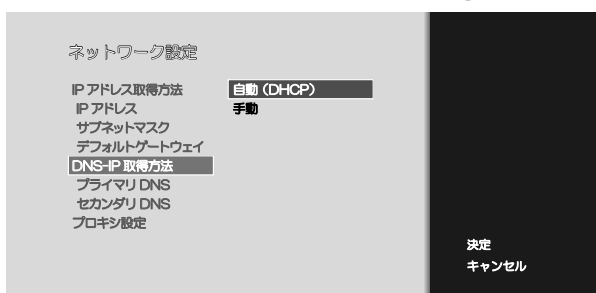 ネットワーク設定
IPアドレス取得方法
自動(DHCP)
IPアドレス
手動
サブネットマスク
デフォルトゲートウェイ
DNS-IP取得方法
プライマリDNS
セカンダリDNS
プロキシ設定
決定
キャンセル